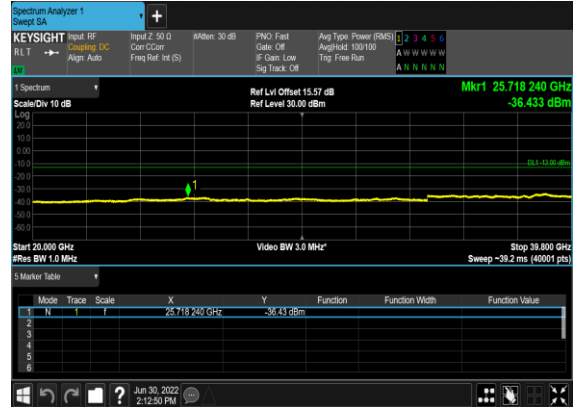 Spectrum Analyzer 1
Swept SA
+
KEYSIGHT Input: RF Input Z: 50 Ω #Atten: 30 dB PNO: Fast Avg Type: Power (RMS) 1 2 3 4 5 6
RLT Coupling: DC Corr CCorr Gate: Off Avg|Hold: 100/100 A W W W W W
Align: Auto Freq Ref: Int (S) IF Gain: Low Trig: Free Run
Sig Track: Off A N N N N N
1 Spectrum Ref Lvl Offset 15.57 dB Mkr1 25.718 240 GHz
Scale/Div 10 dB Ref Level 30.00 dBm -36.433 dBm
Log
20.0
10.0
0.00
-10.0
DL1 -13.00 dBm
-20.0
-30.0
1
-40.0
-50.0
-60.0
Start 20.000 GHz Video BW 3.0 MHz* Stop 39.800 GHz
#Res BW 1.0 MHz Sweep ~39.2 ms (40001 pts)
5 Marker Table
Mode Trace Scale X Y Function Function Width Function Value
1 N 1 f 25.718 240 GHz -36.43 dBm
2
3
4
5
6
? Jun 30, 2022
2:12:50 PM